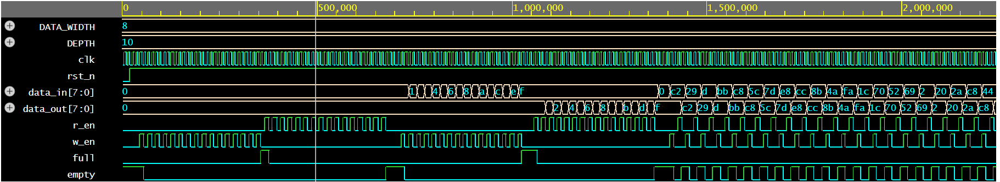 0 500,000 1,000,000 1,500,000 2,000,000
DATA_WIDTH 8
DEPTH 10
clk
rst_n
data_in[7:0] 0 1 4 6 8 a c e f 0 c2 29 d bb c8 5c 7d e8 cc 8b 4a fa 1c 70 52 69 2 20 2a c8 44
data_out[7:0] 0 2 4 6 8 b d f c2 29 d bb c8 5c 7d e8 cc 8b 4a fa 1c 70 52 69 2 20 2a c8
r_en
w_en
full
empty